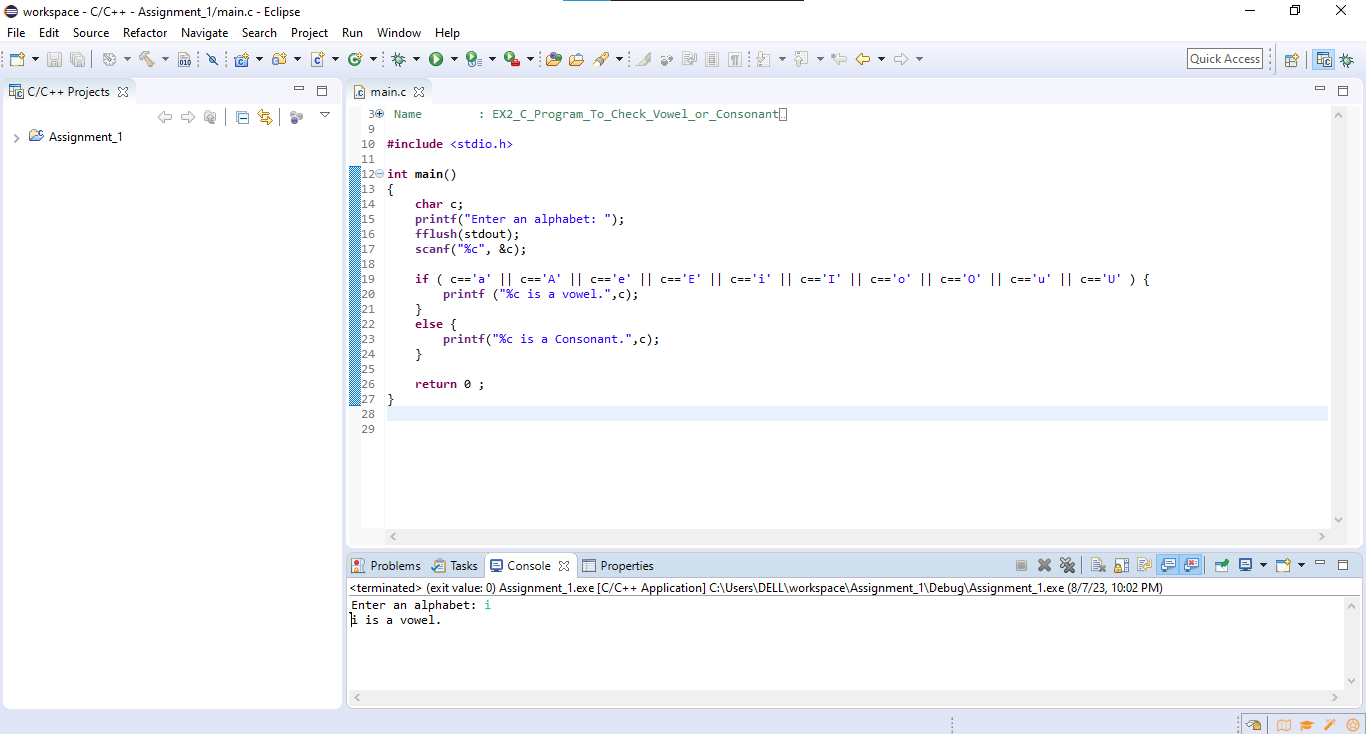 workspace - C/C++ - Assignment_1/main.c - Eclipse
File Edit Source Refactor Navigate Search Project Run Window Help
Quick Access
C/C++ Projects
main.c
Assignment_1
3 Name : EX2_C_Program_To_Check_Vowel_or_Consonant
9
10 #include <stdio.h>
11
12 int main()
13 {
14 char c;
15 printf("Enter an alphabet: ");
16 fflush(stdout);
17 scanf("%c", &c);
18
19 if ( c=='a' || c=='A' || c=='e' || c=='E' || c=='i' || c=='I' || c=='o' || c=='O' || c=='u' || c=='U' ) {
20 printf ("%c is a vowel.",c);
21 }
22 else {
23 printf("%c is a Consonant.",c);
24 }
25
26 return 0 ;
27 }
28
29
Problems Tasks Console Properties
<terminated> (exit value: 0) Assignment_1.exe [C/C++ Application] C:\Users\DELL\workspace\Assignment_1\Debug\Assignment_1.exe (8/7/23, 10:02 PM)
Enter an alphabet: i
i is a vowel.